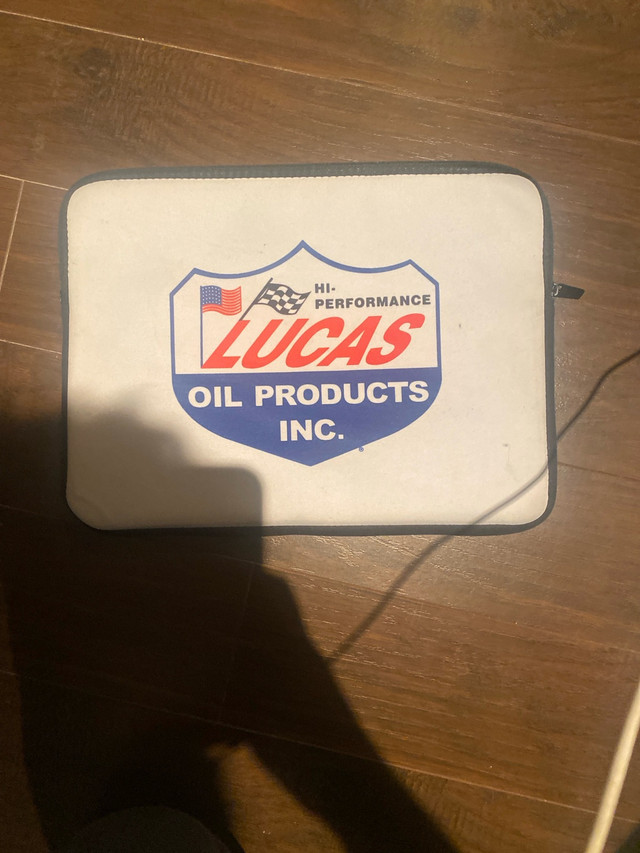 HI-
PERFORMANCE
LUCAS
OIL PRODUCTS
INC.